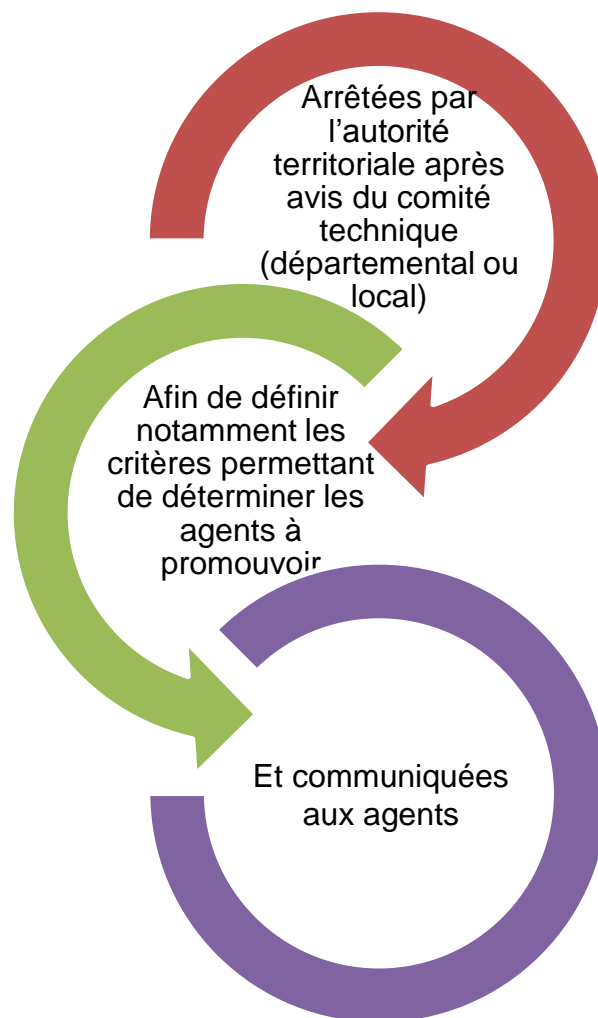 Arrêtées par
l’autorité
territoriale après
avis du comité
technique
(départemental ou
local)
Afin de définir
notamment les
critères permettant
de déterminer les
agents à
promouvoir
Et communiquées
aux agents